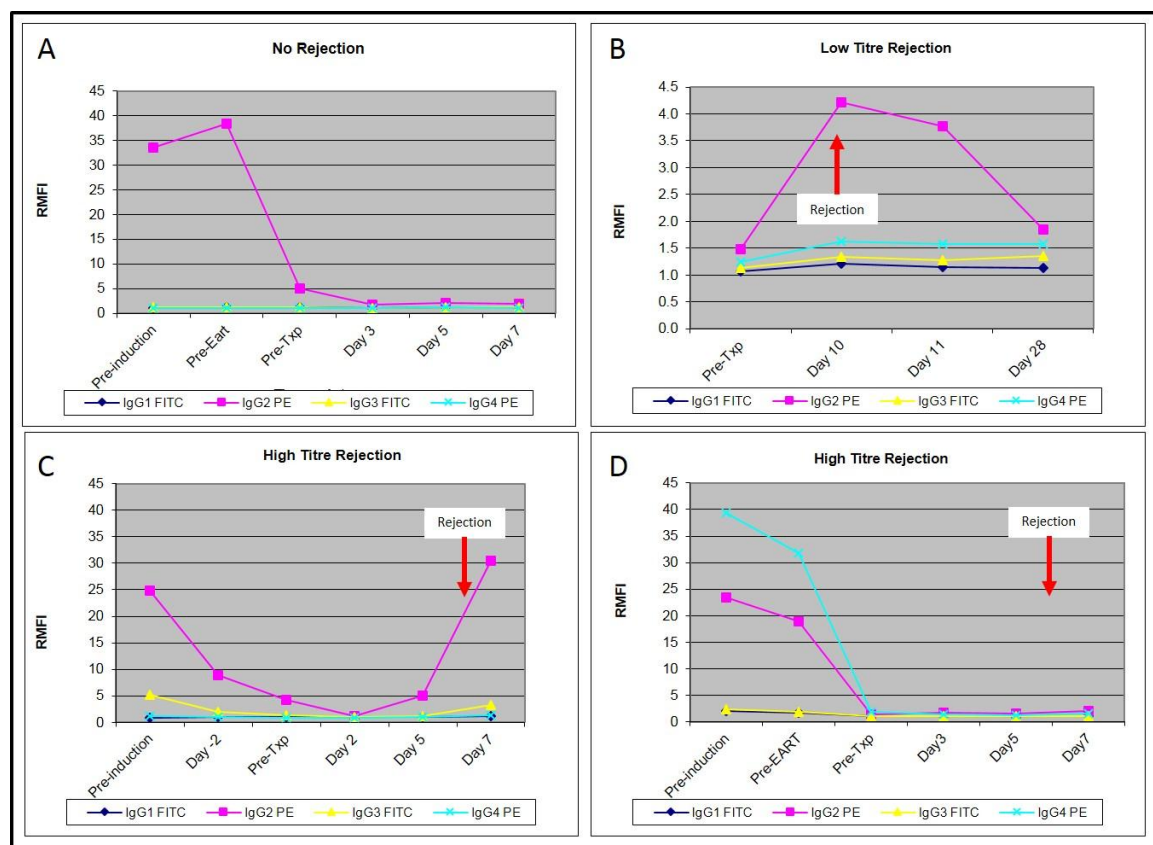 A
No Rejection
RMFI
45
40
35
30
25
20
15
10
5
0
Pre-induction
Pre-Eart
Pre-Txp
Day 3
Day 5
Day 7
IgG1 FITC IgG2 PE IgG3 FITC IgG4 PE
B
Low Titre Rejection
RMFI
4.5
4.0
3.5
3.0
2.5
2.0
1.5
1.0
0.5
0.0
Rejection
Pre-Txp
Day 10
Day 11
Day 28
IgG1 FITC IgG2 PE IgG3 FITC IgG4 PE
C
High Titre Rejection
RMFI
45
40
35
30
25
20
15
10
5
0
Rejection
Pre-induction
Day -2
Pre-Txp
Day 2
Day 5
Day 7
IgG1 FITC IgG2 PE IgG3 FITC IgG4 PE
D
High Titre Rejection
RMFI
45
40
35
30
25
20
15
10
5
0
Rejection
Pre-induction
Pre-EART
Pre-Txp
Day3
Day5
Day7
IgG1 FITC IgG2 PE IgG3 FITC IgG4 PE